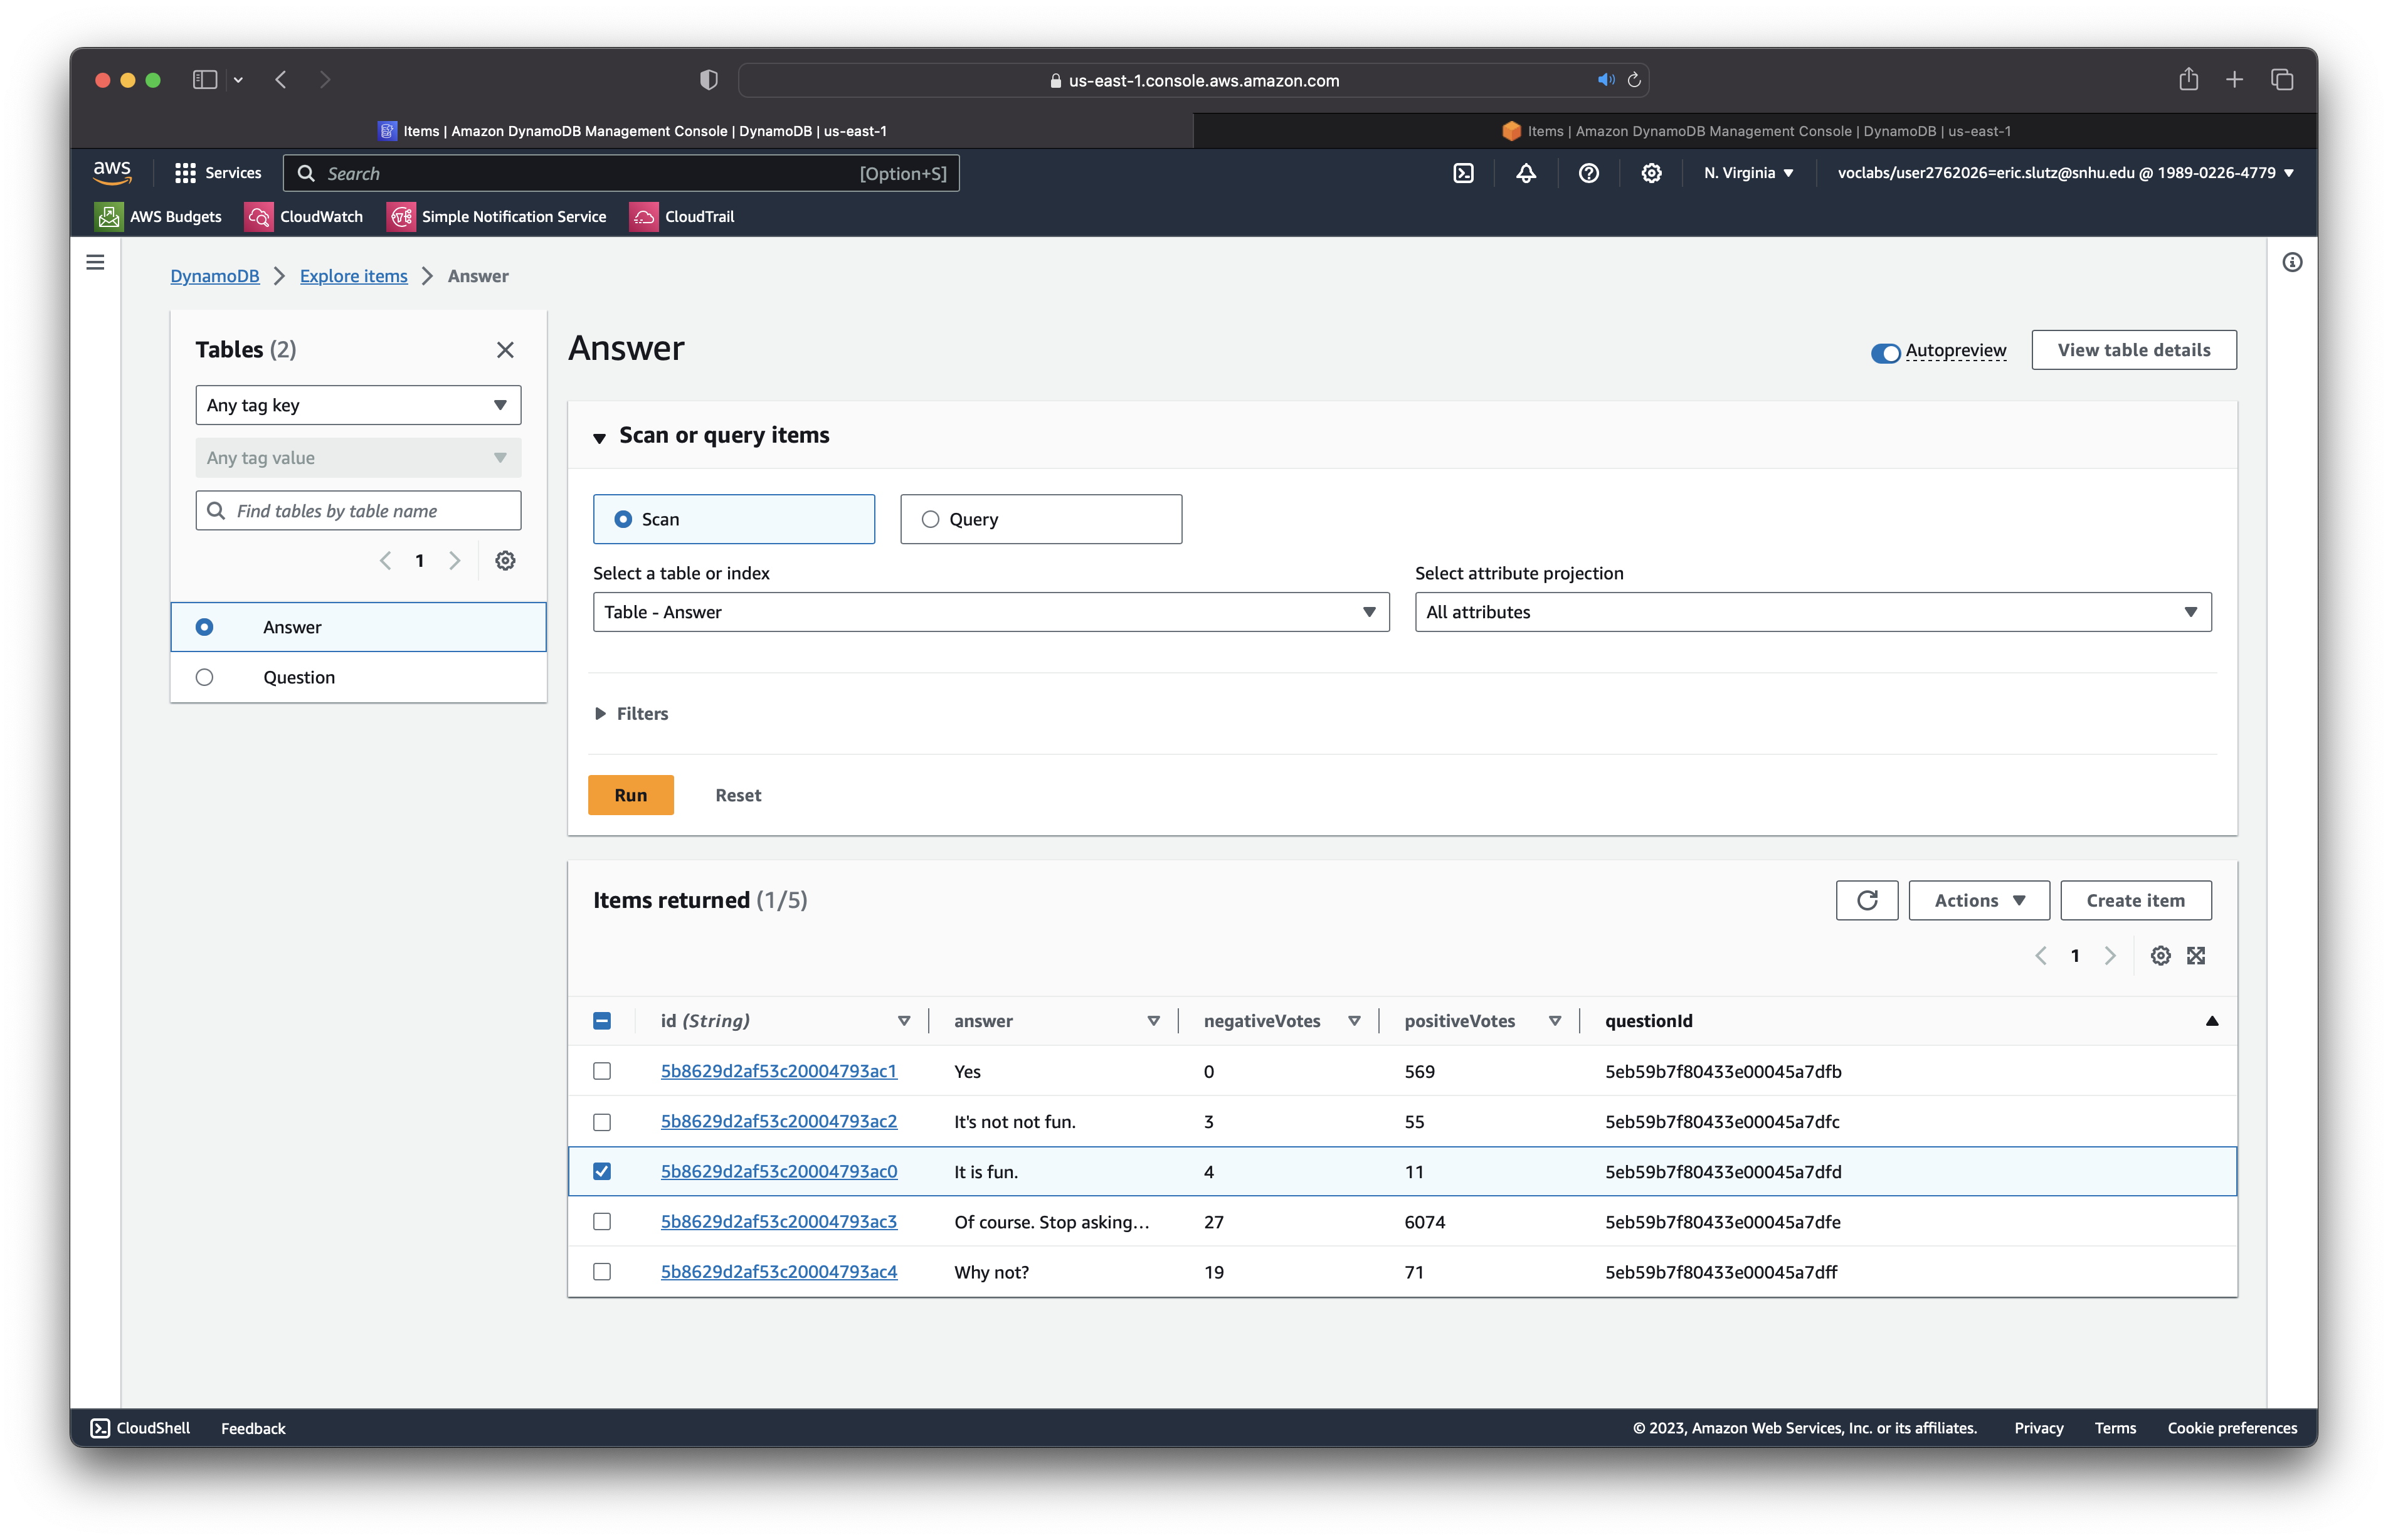 us-east-1.console.aws.amazon.com
Items | Amazon DynamoDB Management Console | DynamoDB | us-east-1
Items | Amazon DynamoDB Management Console | DynamoDB | us-east-1
aws
Services
Search
[Option+S]
N. Virginia
voclabs/user2762026=eric.slutz@snhu.edu @ 1989-0226-4779
AWS Budgets
CloudWatch
Simple Notification Service
CloudTrail
DynamoDB
Explore items
Answer
Tables (2)
Any tag key
Any tag value
Find tables by table name
1
Answer
Question
Answer
Autopreview
View table details
Scan or query items
Scan
Query
Select a table or index
Select attribute projection
Table - Answer
All attributes
Filters
Run
Reset
Items returned (1/5)
Actions
Create item
1
id (String) answer negativeVotes positiveVotes questionId
5b8629d2af53c20004793ac1 Yes 0 569 5eb59b7f80433e00045a7dfb
5b8629d2af53c20004793ac2 It's not not fun. 3 55 5eb59b7f80433e00045a7dfc
5b8629d2af53c20004793ac0 It is fun. 4 11 5eb59b7f80433e00045a7dfd
5b8629d2af53c20004793ac3 Of course. Stop asking... 27 6074 5eb59b7f80433e00045a7dfe
5b8629d2af53c20004793ac4 Why not? 19 71 5eb59b7f80433e00045a7dff
CloudShell
Feedback
© 2023, Amazon Web Services, Inc. or its affiliates.
Privacy
Terms
Cookie preferences